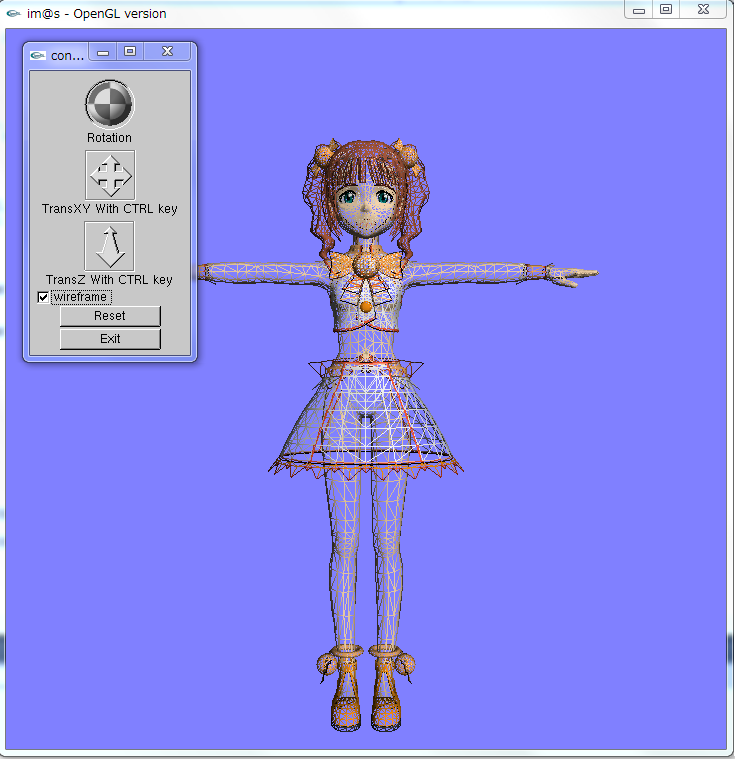 im@s - OpenGL version
con...
Rotation
TransXY With CTRL key
TransZ With CTRL key
wireframe
Reset
Exit